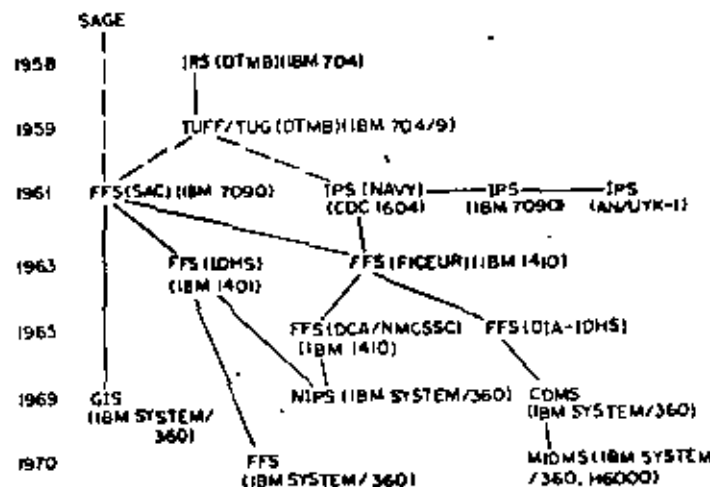 SAGE
1958 IRS (DTMB)(IBM 704)
1959 TUFF/TUG (DTMB)(IBM 704/9)
1961 FFS(SAC)(IBM 7090) IPS (NAVY) IPS IPS
(CDC 1604) (IBM 7090) (AN/UYK-1)
1963 FFS(IDHS) FFS (FICEUR)(IBM 1410)
(IBM 1401)
1965 FFS(DCA/NMCSSC) FFS(DIA-IDHS)
(IBM 1410)
1969 GIS NIPS (IBM SYSTEM/360) CDMS
(IBM SYSTEM/ (IBM SYSTEM/360)
360)
1970 FFS MIDMS (IBM SYSTEM
(IBM SYSTEM/360) /360, H6000)